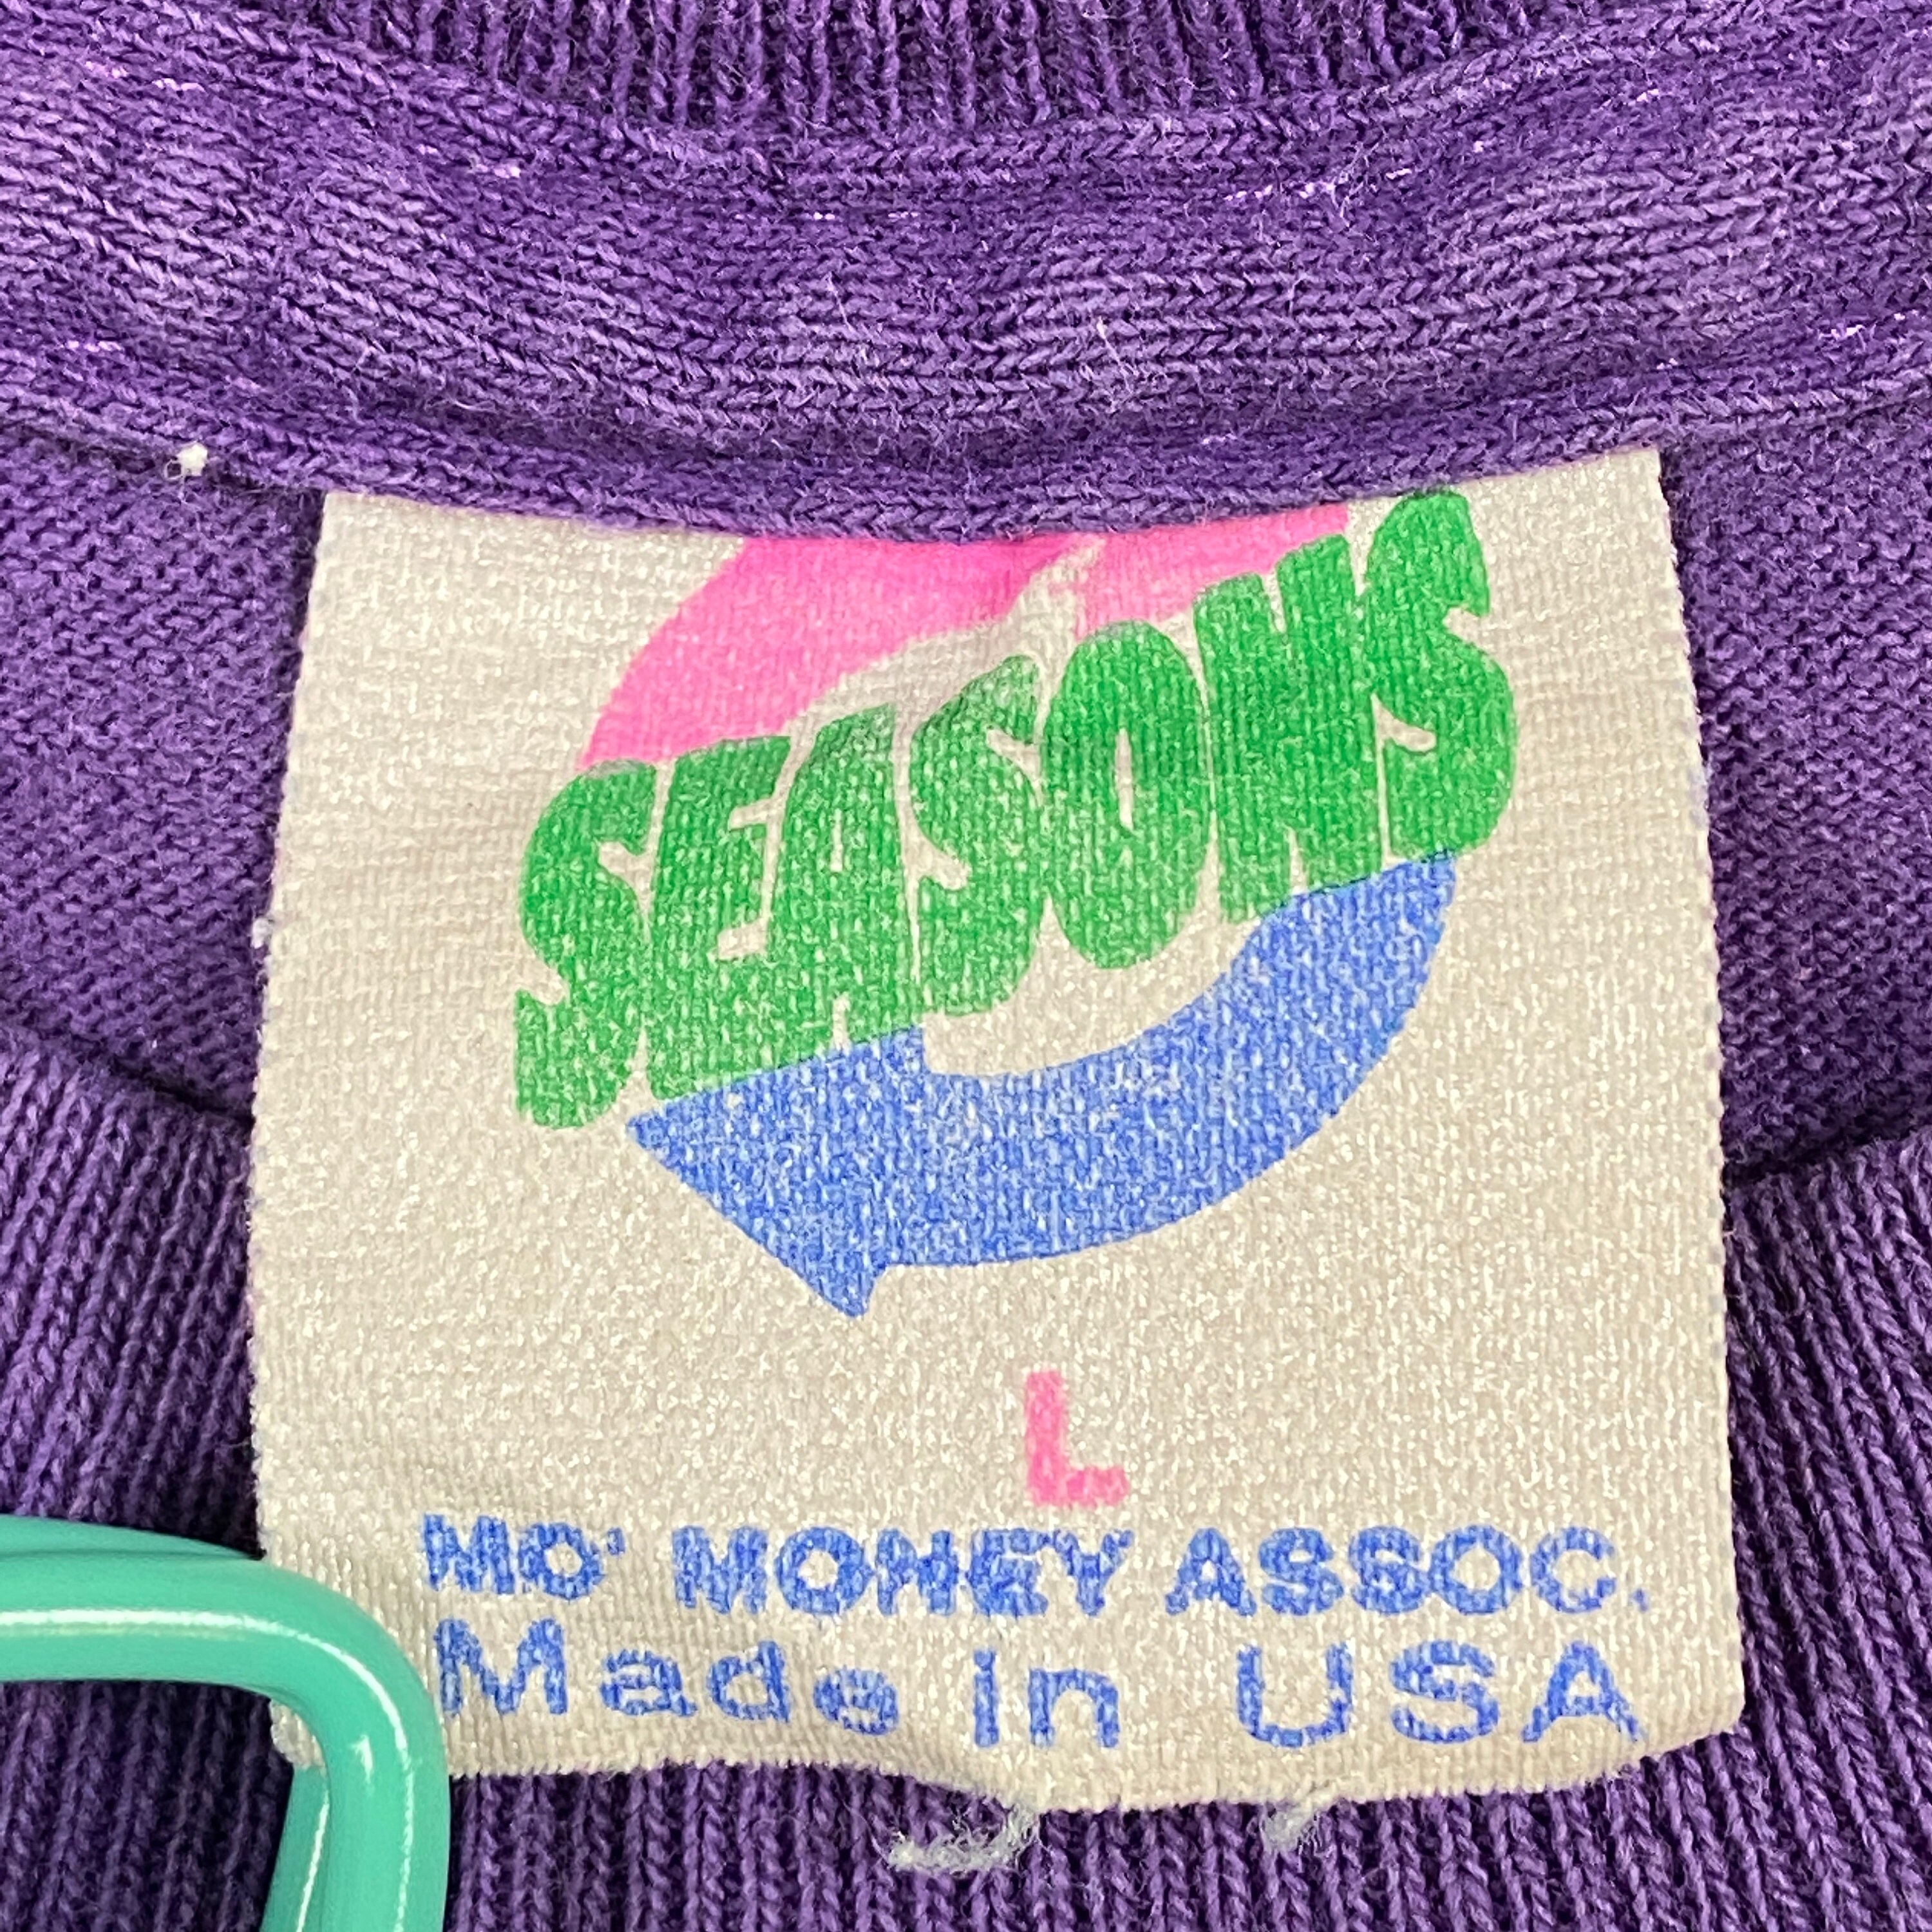 SEASONS
L
MO' MONEY ASSOC.
Made in USA